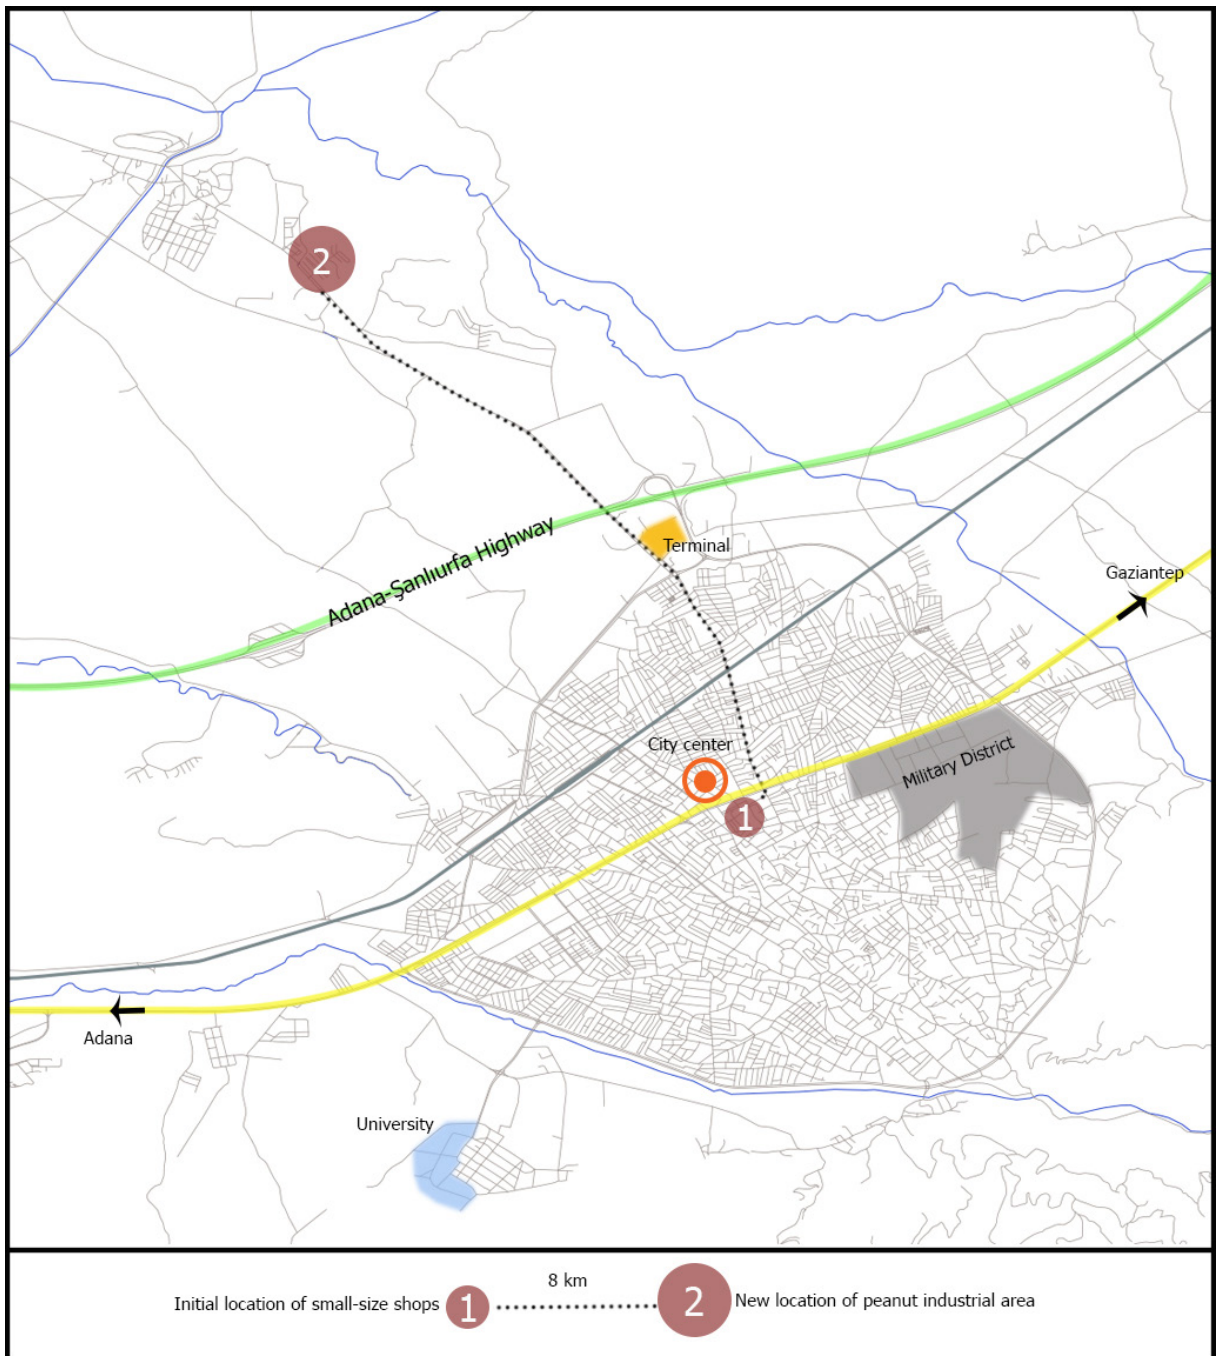 2
Terminal
Adana-Şanlıurfa Highway
Gaziantep
City center
Military District
1
Adana
University
8 km
Initial location of small-size shops 1 2 New location of peanut industrial area